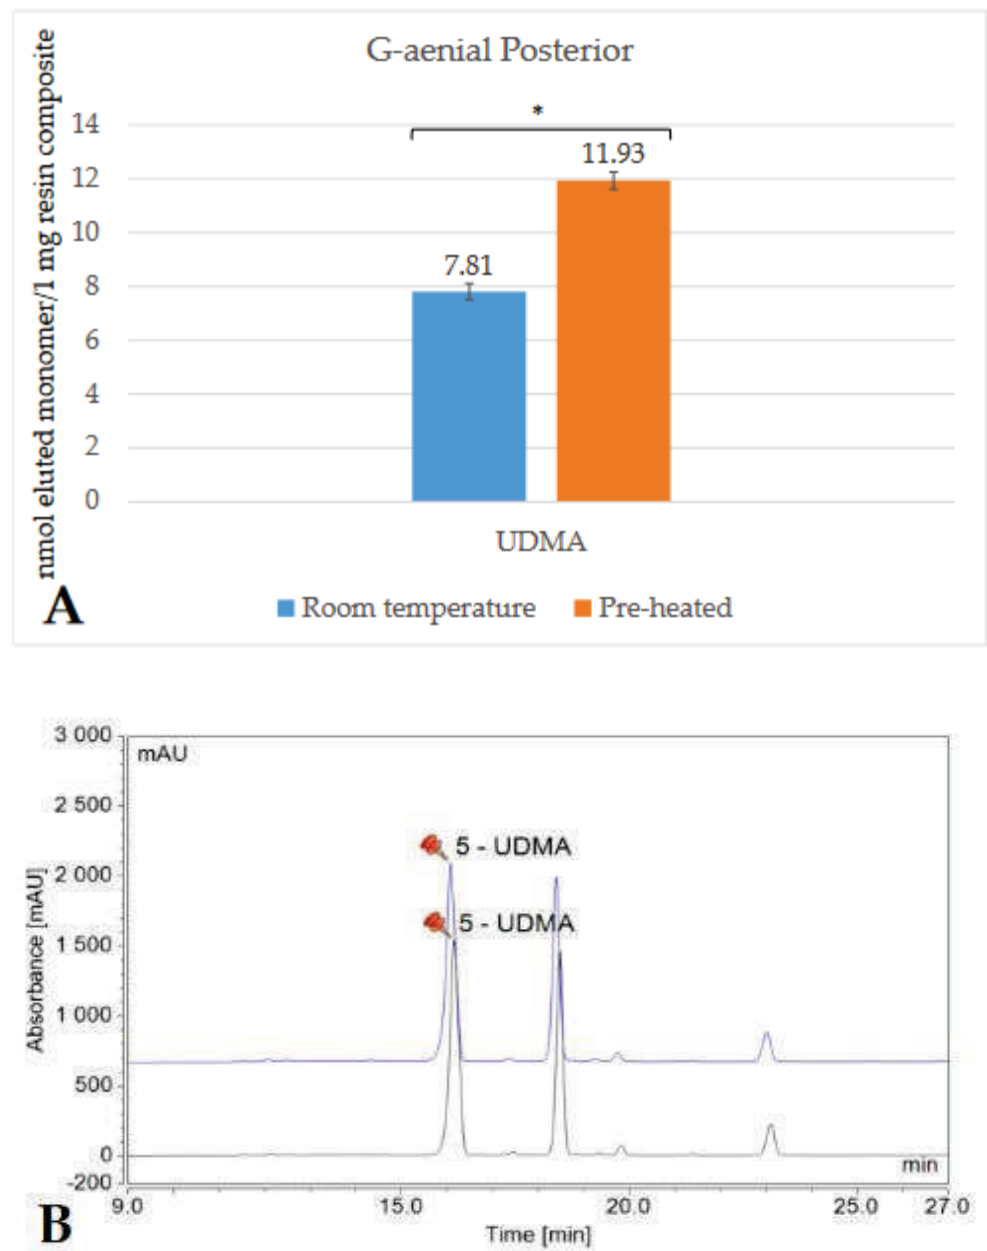 G-aenial Posterior
nmol eluted monomer/1 mg resin composite
14
12
10
8
6
4
2
0
*
11.93
7.81
UDMA
Room temperature
Pre-heated
A
3 000
2 500
2 000
1 500
1 000
500
0
-200
mAU
Absorbance [mAU]
5 - UDMA
5 - UDMA
min
9.0 15.0 20.0 25.0 27.0
Time [min]
B